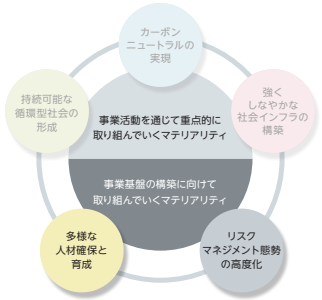 カーボン
ニュートラルの
実現
持続可能な
循環型社会の
形成
強く
しなやかな
社会インフラの
構築
事業活動を通じて重点的に
取り組んでいくマテリアリティ
事業基盤の構築に向けて
取り組んでいくマテリアリティ
多様な
人材確保と
育成
リスク
マネジメント態勢
の高度化